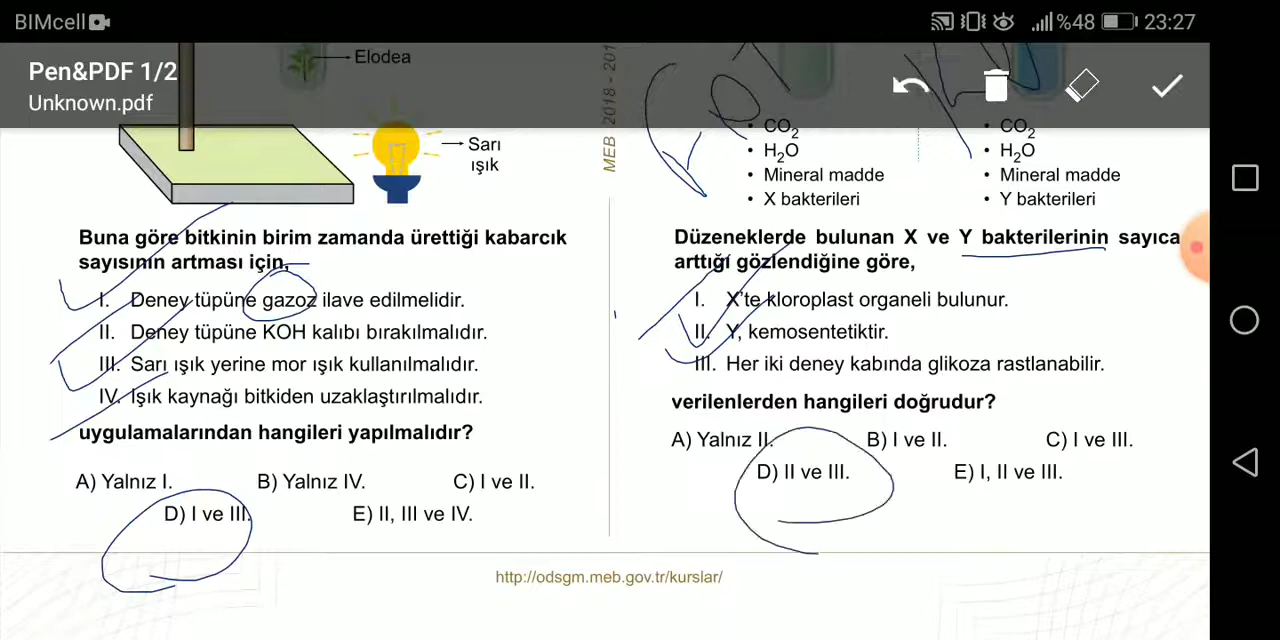 BIMcell
%48
23:27
Pen&PDF 1/2
Unknown.pdf
Elodea
Sarı
ışık
Buna göre bitkinin birim zamanda ürettiği kabarcık
sayısının artması için,
I. Deney tüpüne gazoz ilave edilmelidir.
II. Deney tüpüne KOH kalıbı bırakılmalıdır.
III. Sarı ışık yerine mor ışık kullanılmalıdır.
IV. Işık kaynağı bitkiden uzaklaştırılmalıdır.
uygulamalarından hangileri yapılmalıdır?
A) Yalnız I.
B) Yalnız IV.
C) I ve II.
D) I ve III.
E) II, III ve IV.
MEB 2018 - 201
• CO₂
• H₂O
• Mineral madde
• X bakterileri
• CO₂
• H₂O
• Mineral madde
• Y bakterileri
Düzeneklerde bulunan X ve Y bakterilerinin sayıca
arttığı gözlendiğine göre,
I. X'te kloroplast organeli bulunur.
II. Y, kemosentetiktir.
III. Her iki deney kabında glikoza rastlanabilir.
verilenlerden hangileri doğrudur?
A) Yalnız II.
B) I ve II.
C) I ve III.
D) II ve III.
E) I, II ve III.
http://odsgm.meb.gov.tr/kurslar/